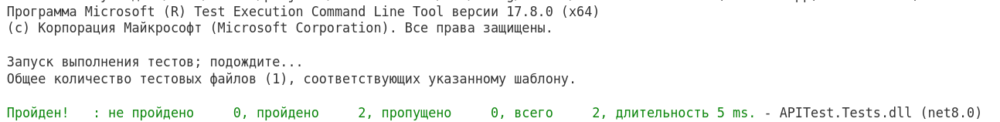 Программа Microsoft (R) Test Execution Command Line Tool версии 17.8.0 (x64)
(c) Корпорация Майкрософт (Microsoft Corporation). Все права защищены.
Запуск выполнения тестов; подождите...
Общее количество тестовых файлов (1), соответствующих указанному шаблону.
Пройден!   : не пройдено     0, пройдено     2, пропущено     0, всего     2, длительность 5 ms. - APITest.Tests.dll (net8.0)